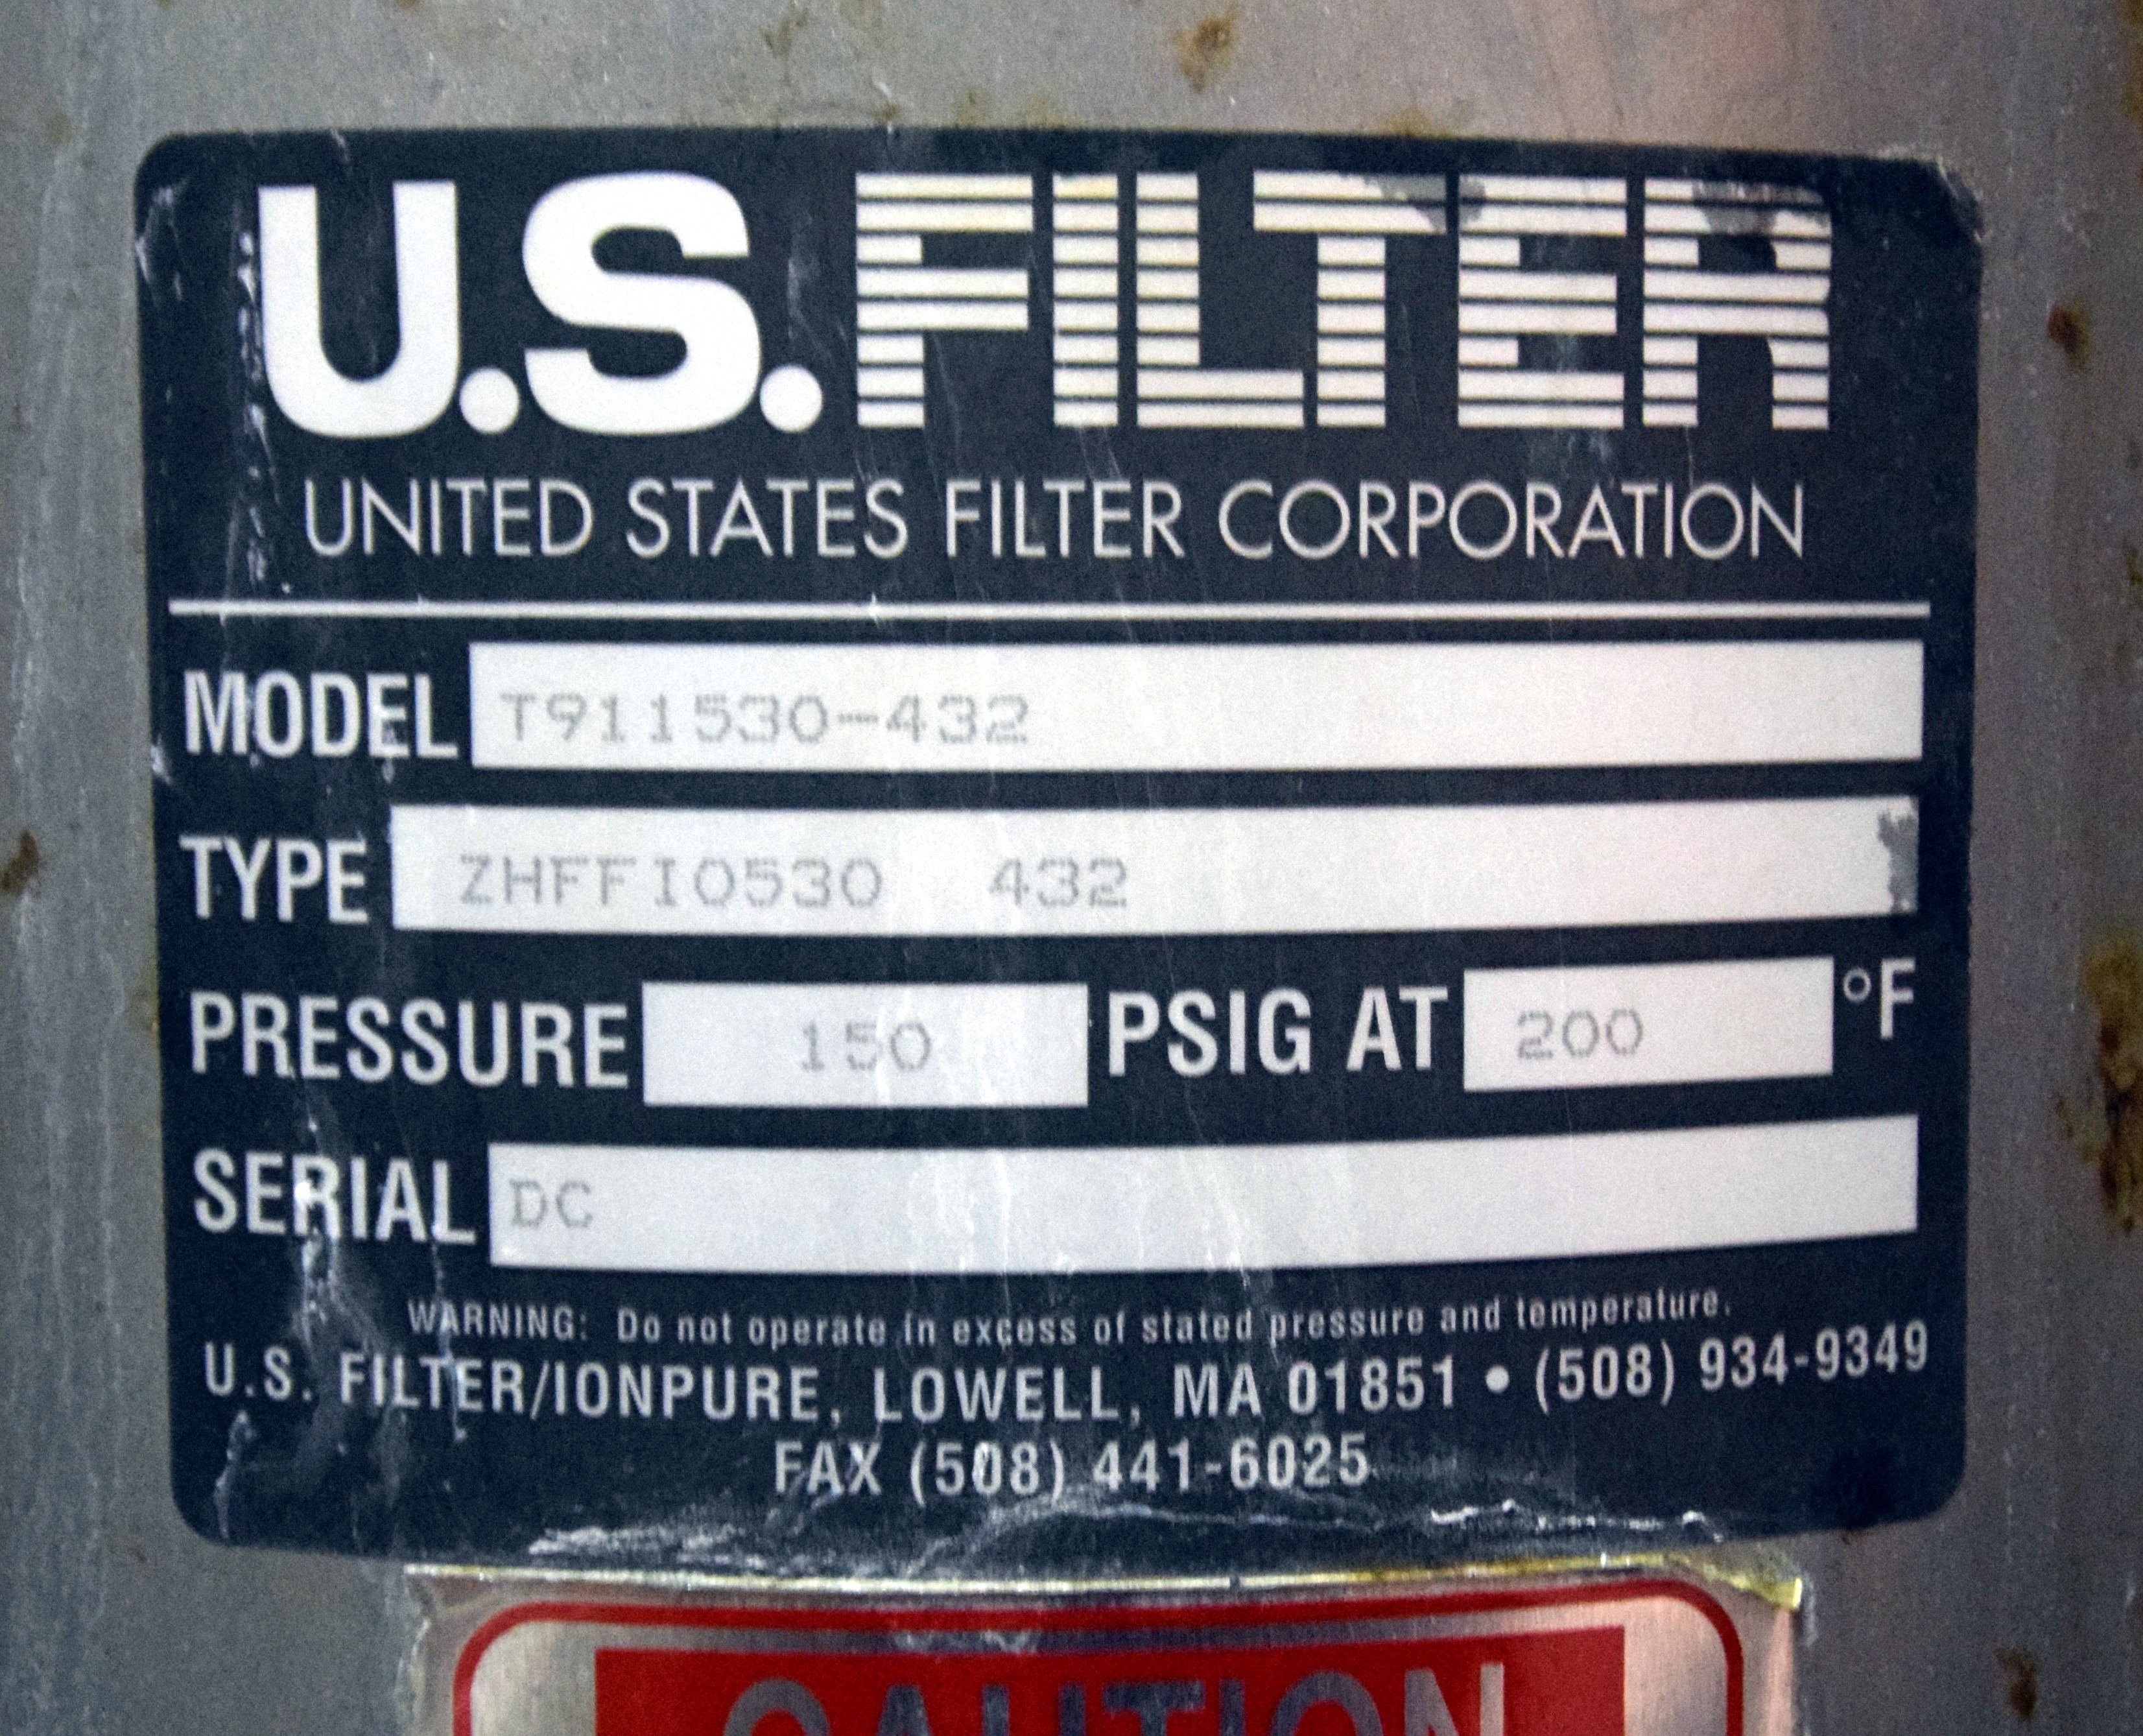 U.S.FILTER
UNITED STATES FILTER CORPORATION
MODEL T911530-432
TYPE ZHFFI0530 432
PRESSURE 150 PSIG AT 200 °F
SERIAL DC
WARNING: Do not operate in excess of stated pressure and temperature.
U.S. FILTER/IONPURE, LOWELL, MA 01851 • (508) 934-9349
FAX (508) 441-6025
CAUTION